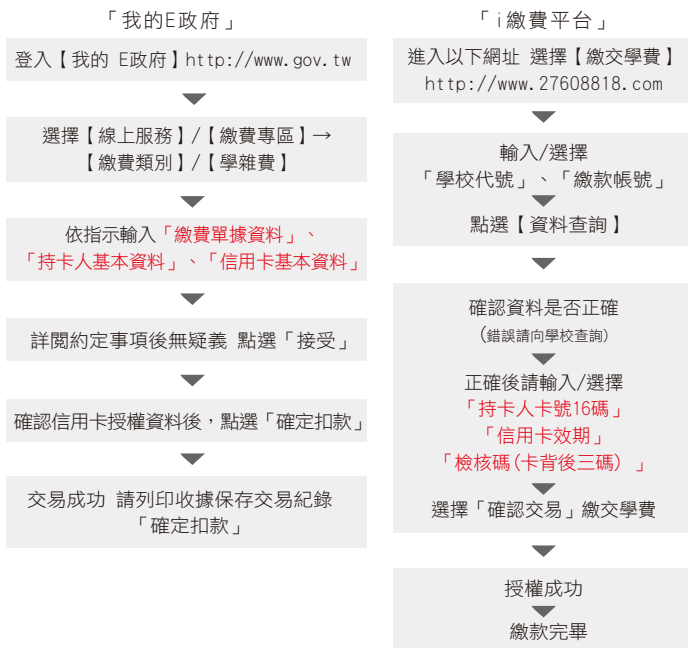 「我的E政府」
登入【我的 E政府】http://www.gov.tw
選擇【線上服務】/【繳費專區】→
【繳費類別】/【學雜費】
依指示輸入「繳費單據資料」、
「持卡人基本資料」、「信用卡基本資料」
詳閱約定事項後無疑義 點選「接受」
確認信用卡授權資料後，點選「確定扣款」
交易成功 請列印收據保存交易紀錄
「確定扣款」
「i繳費平台」
進入以下網址 選擇【繳交學費】
http://www.27608818.com
輸入/選擇
「學校代號」、「繳款帳號」
點選【資料查詢】
確認資料是否正確
(錯誤請向學校查詢)
正確後請輸入/選擇
「持卡人卡號16碼」
「信用卡效期」
「檢核碼(卡背後三碼) 」
選擇「確認交易」繳交學費
授權成功
繳款完畢